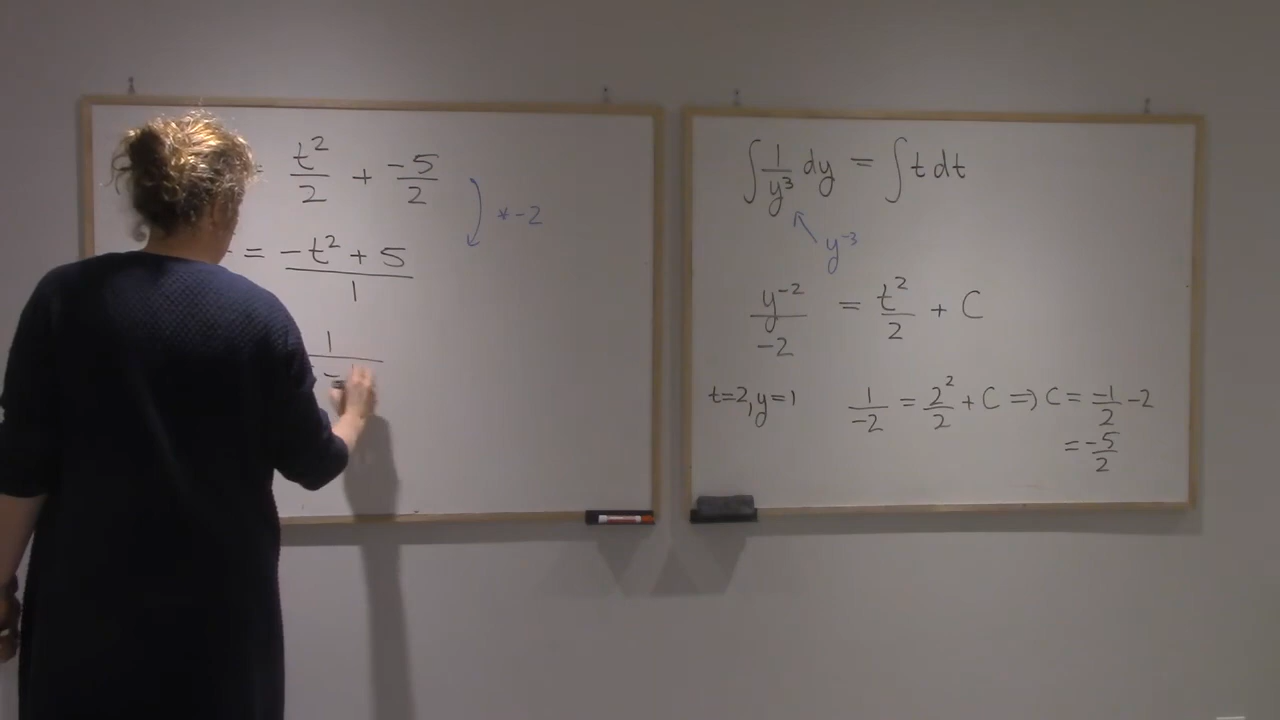 = t²/2 + -5/2
*-2
= -t² + 5/1
1
∫ 1/y³ dy = ∫ t dt
y⁻³
y⁻²/-2 = t²/2 + C
t=2, y=1 1/-2 = 2²/2 + C ⇒ C = -1/2 - 2
= -5/2